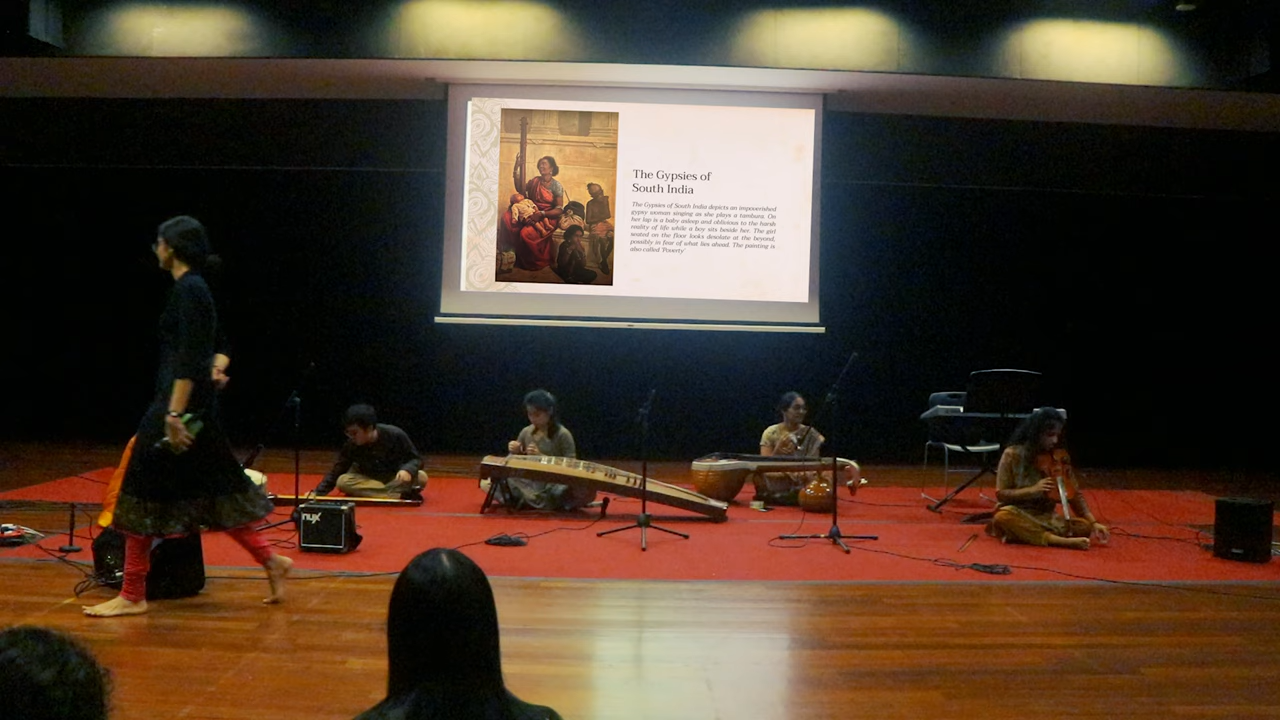 The Gypsies of
South India
The Gypsies of South India depicts an impoverished
gypsy woman singing as she plays a tambura. On
her lap is a baby asleep and oblivious to the harsh
reality of life while a boy sits beside her. The girl
seated on the floor looks desolate at the beyond,
possibly in fear of what lies ahead. The painting is
also called 'Poverty'
nyx